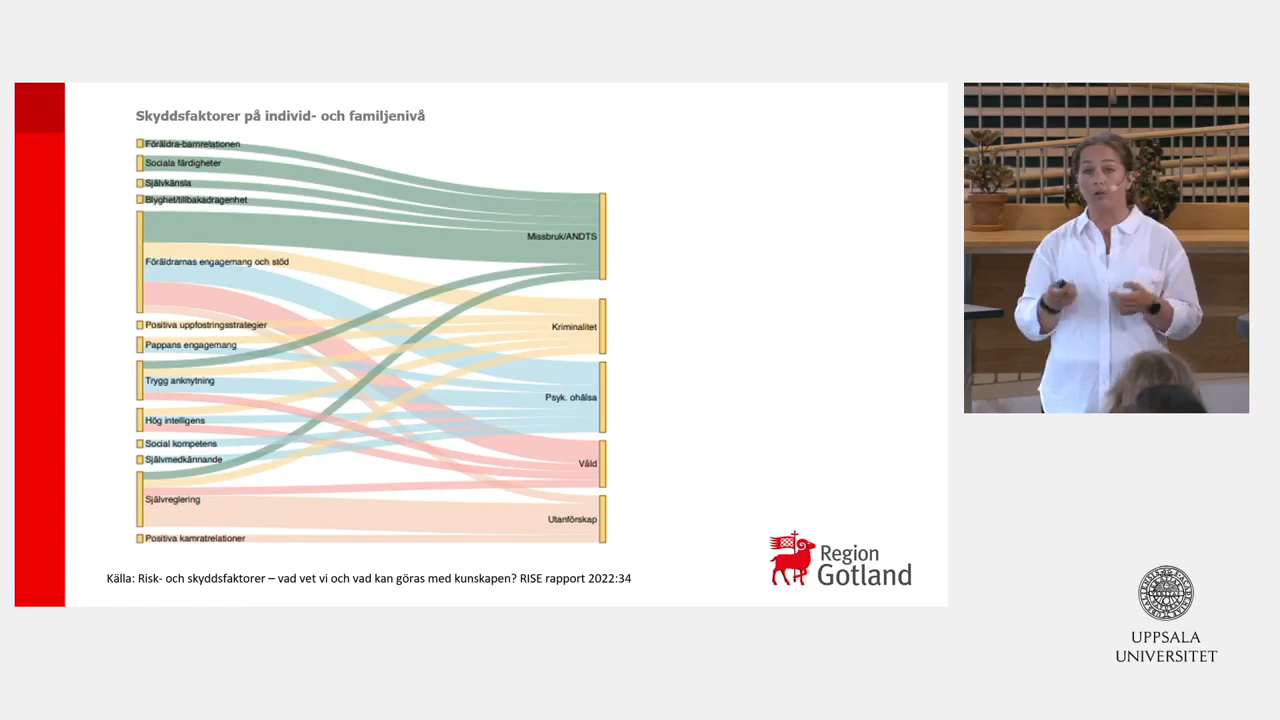 Skyddsfaktorer på individ- och familjenivå
Föräldra-barnrelationen
Sociala färdigheter
Självkänsla
Blyghet/tillbakadragenhet
Föräldrarnas engagemang och stöd
Positiva uppfostringsstrategier
Pappans engagemang
Trygg anknytning
Hög intelligens
Social kompetens
Självmedkännande
Självreglering
Positiva kamratrelationer
Missbruk/ANDTS
Kriminalitet
Psyk. ohälsa
Våld
Utanförskap
Källa: Risk- och skyddsfaktorer – vad vet vi och vad kan göras med kunskapen? RISE rapport 2022:34
Region
Gotland
UPPSALA
UNIVERSITET